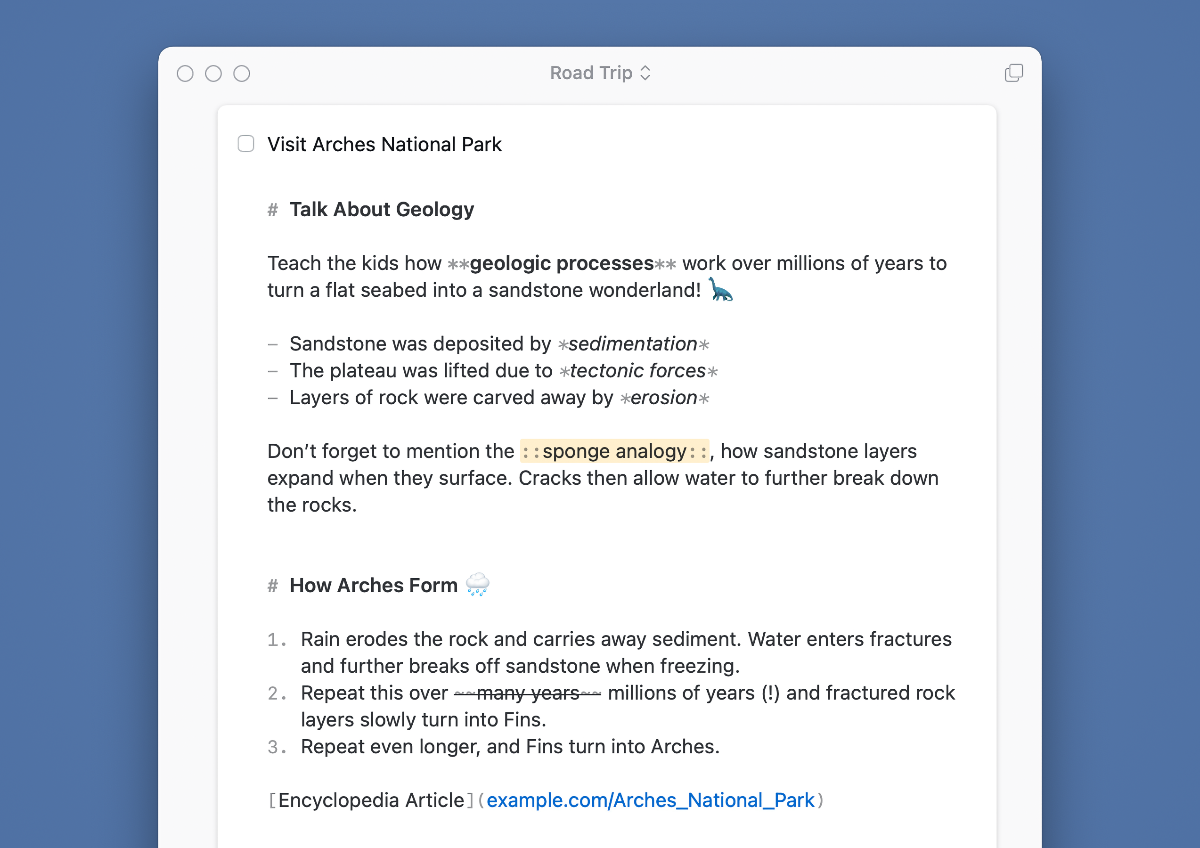 Road Trip
Visit Arches National Park
# Talk About Geology
Teach the kids how **geologic processes** work over millions of years to
turn a flat seabed into a sandstone wonderland! 🦕
– Sandstone was deposited by *sedimentation*
– The plateau was lifted due to *tectonic forces*
– Layers of rock were carved away by *erosion*
Don’t forget to mention the ::sponge analogy::, how sandstone layers
expand when they surface. Cracks then allow water to further break down
the rocks.
# How Arches Form 🌧️
1. Rain erodes the rock and carries away sediment. Water enters fractures
and further breaks off sandstone when freezing.
2. Repeat this over ~~many years~~ millions of years (!) and fractured rock
layers slowly turn into Fins.
3. Repeat even longer, and Fins turn into Arches.
[Encyclopedia Article](example.com/Arches_National_Park)